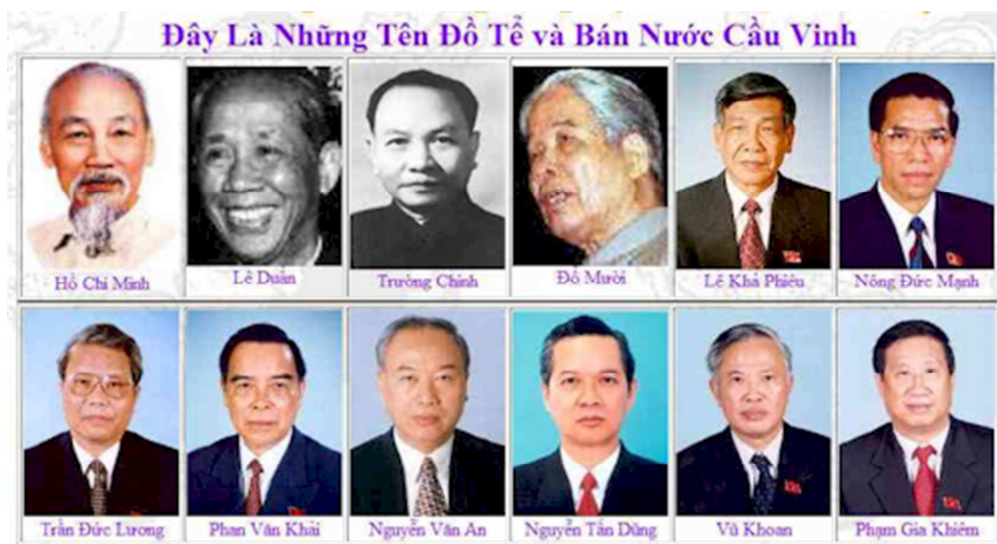 Đây Là Những Tên Đồ Tể và Bán Nước Cầu Vinh
Hồ Chí Minh
Lê Duẩn
Trường Chinh
Đỗ Mười
Lê Khả Phiêu
Nông Đức Mạnh
Trần Đức Lương
Phan Văn Khải
Nguyễn Văn An
Nguyễn Tấn Dũng
Vũ Khoan
Phạm Gia Khiêm